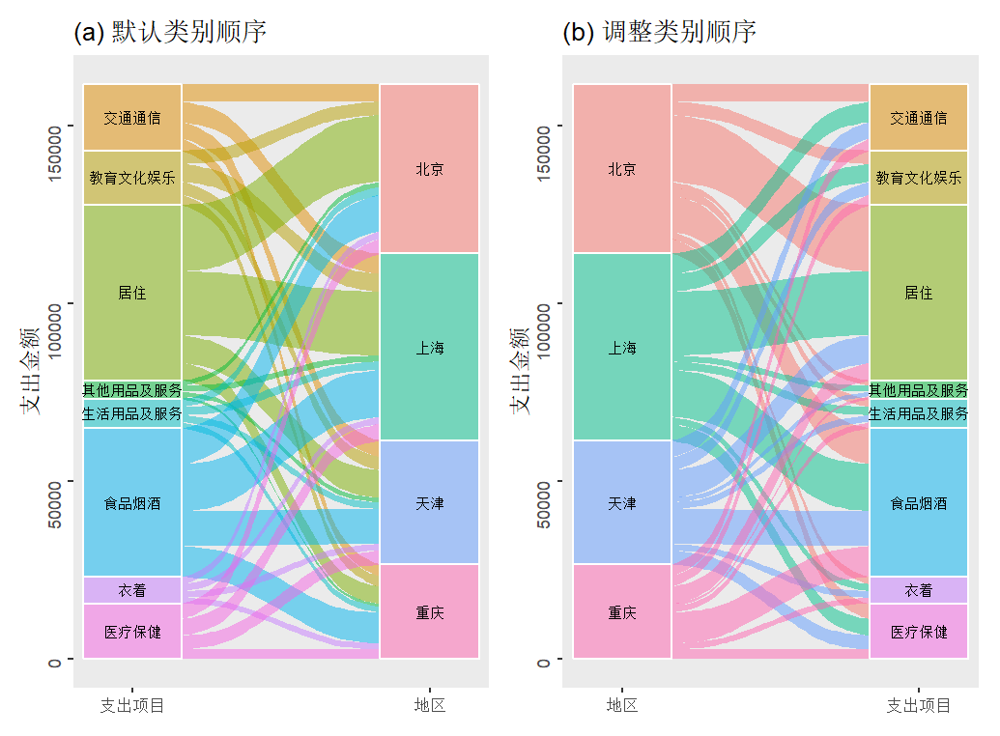 (a) 默认类别顺序
支出金额
150000
100000
50000
0
交通通信
教育文化娱乐
居住
其他用品及服务
生活用品及服务
食品烟酒
衣着
医疗保健
北京
上海
天津
重庆
支出项目
地区
(b) 调整类别顺序
支出金额
150000
100000
50000
0
北京
上海
天津
重庆
交通通信
教育文化娱乐
居住
其他用品及服务
生活用品及服务
食品烟酒
衣着
医疗保健
地区
支出项目